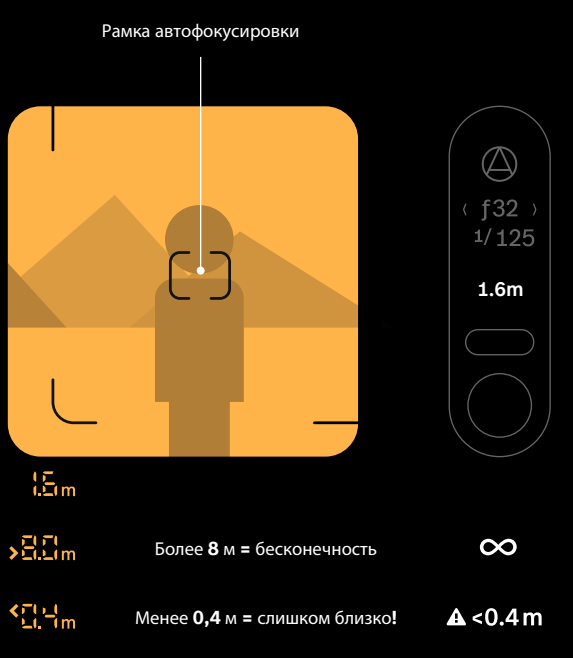 Рамка автофокусировки
Ⓐ
‹ ƒ32 ›
1/125
1.6m
1.6m
>8.0m Более 8 м = бесконечность ∞
<0.4m Менее 0,4 м = слишком близко! ⚠ <0.4m